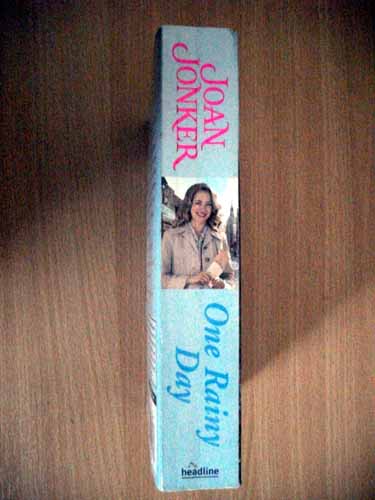 JOAN
JONKER
One Rainy
Day
headline